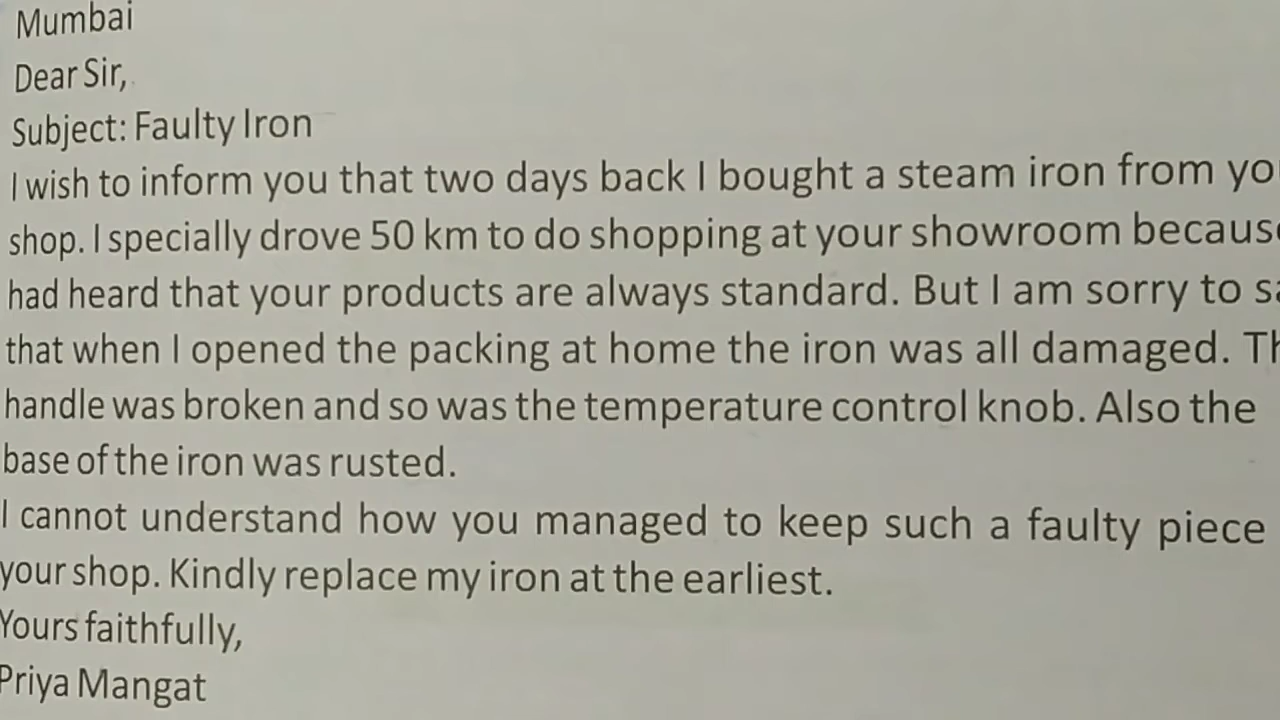 Mumbai
Dear Sir,
Subject: Faulty Iron
I wish to inform you that two days back I bought a steam iron from
shop. I specially drove 50 km to do shopping at your showroom
had heard that your products are always standard. But I am sorry to
that when I opened the packing at home the iron was all damaged.
handle was broken and so was the temperature control knob. Also the
base of the iron was rusted.
I cannot understand how you managed to keep such a faulty piece
your shop. Kindly replace my iron at the earliest.
Yours faithfully,
Priya Mangat